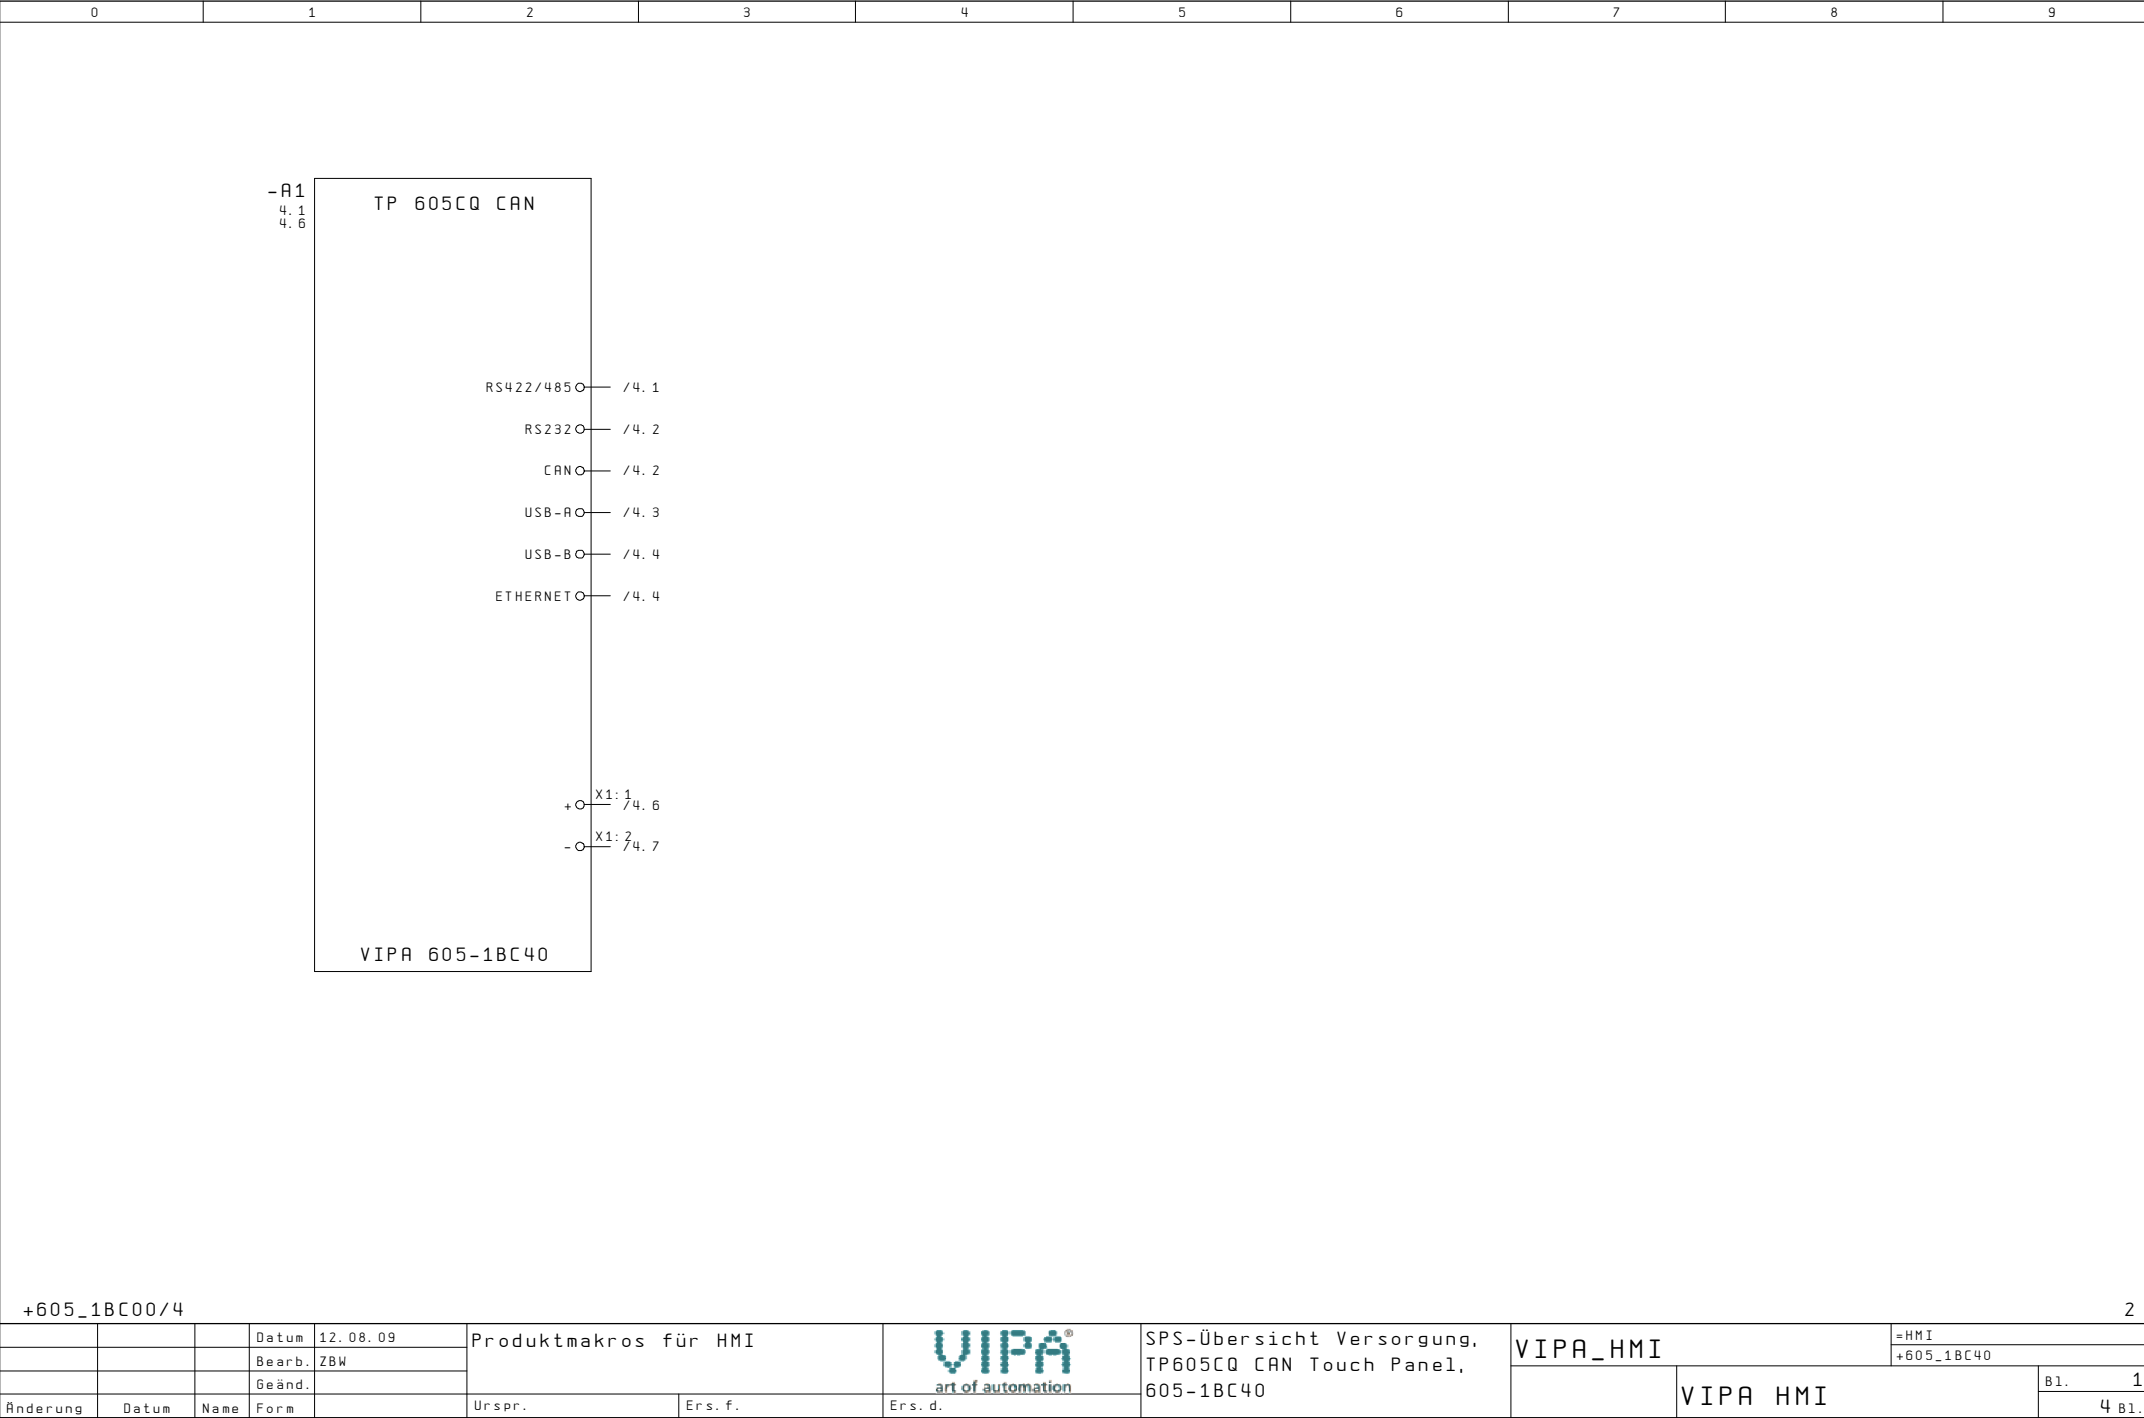 0 1 2 3 4 5 6 7 8 9
-A1
4.1
4.6
TP 605CQ CAN
RS422/485 /4.1
RS232 /4.2
CAN /4.2
USB-A /4.3
USB-B /4.4
ETHERNET /4.4
X1:1
+ /4.6
X1:2
- /4.7
VIPA 605-1BC40
+605_1BC00/4
2
Datum 12.08.09
Bearb. ZBW
Geänd.
Änderung Datum Name Form
Produktmakros für HMI
Urspr. Ers.f. Ers.d.
VIPA®
art of automation
SPS-Übersicht Versorgung,
TP605CQ CAN Touch Panel,
605-1BC40
VIPA_HMI
=HMI
+605_1BC40
VIPA HMI
Bl. 1
4 Bl.